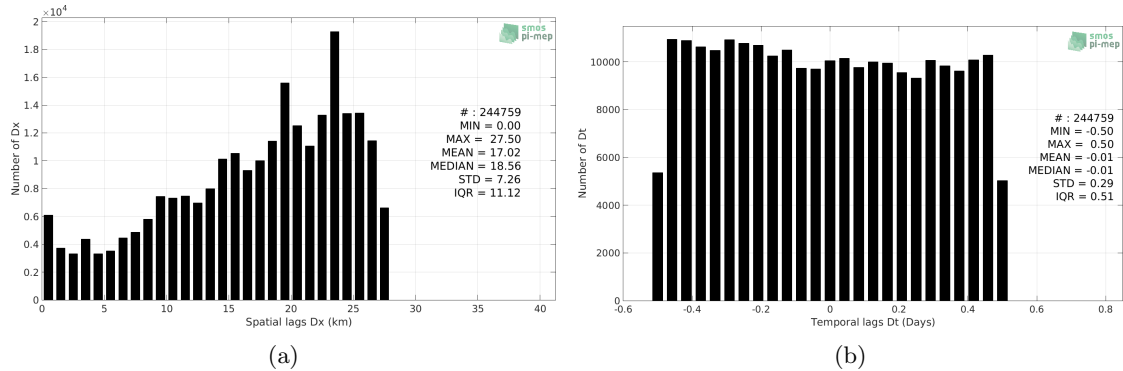 ×10⁴
2
1.8
1.6
1.4
1.2
1
0.8
0.6
0.4
0.2
0
Number of Dx
0 5 10 15 20 25 30 35 40
Spatial lags Dx (km)
smos
pi-mep
# : 244759
MIN = 0.00
MAX = 27.50
MEAN = 17.02
MEDIAN = 18.56
STD = 7.26
IQR = 11.12
(a)
10000
8000
6000
4000
2000
0
Number of Dt
-0.6 -0.4 -0.2 0 0.2 0.4 0.6 0.8
Temporal lags Dt (Days)
smos
pi-mep
# : 244759
MIN = -0.50
MAX = 0.50
MEAN = -0.01
MEDIAN = -0.01
STD = 0.29
IQR = 0.51
(b)